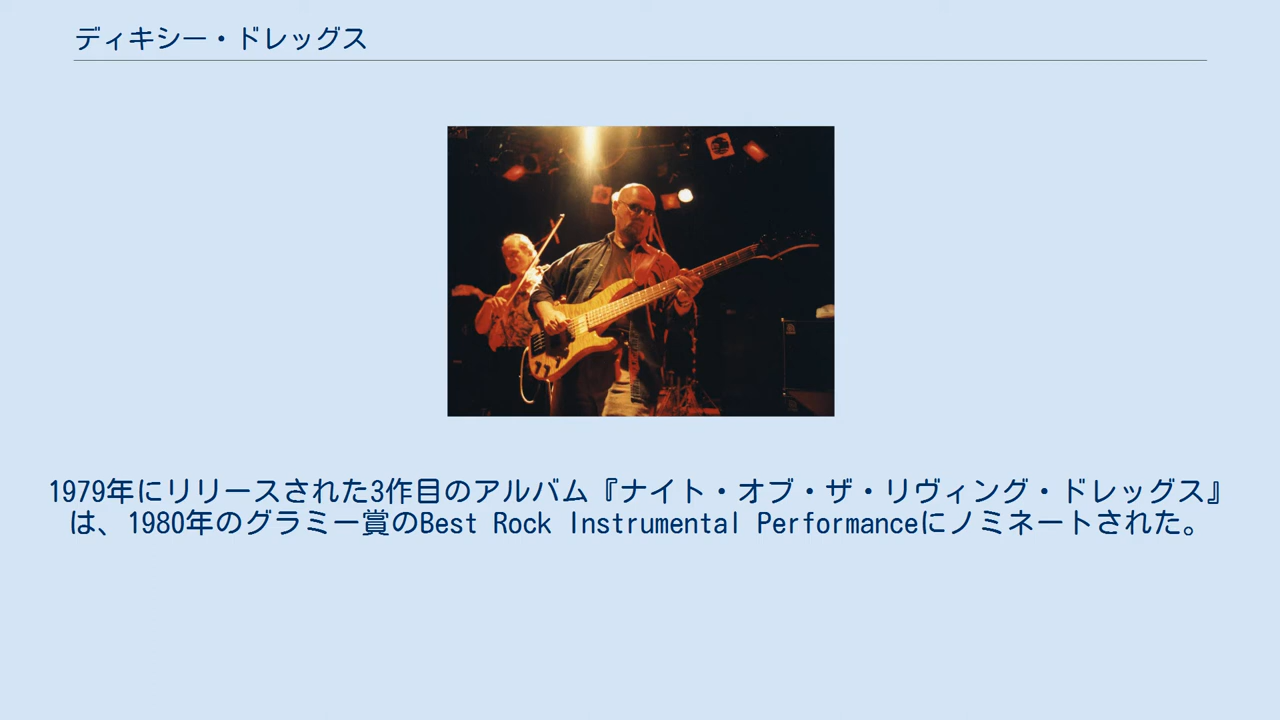 ディキシー・ドレッグス
1979年にリリースされた3作目のアルバム『ナイト・オブ・ザ・リヴィング・ドレッグス』
は、1980年のグラミー賞のBest Rock Instrumental Performanceにノミネートされた。